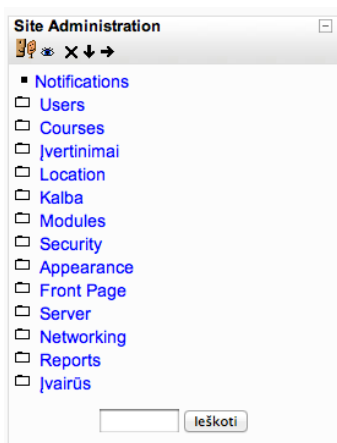 Site Administration
Notifications
Users
Courses
Įvertinimai
Location
Kalba
Modules
Security
Appearance
Front Page
Server
Networking
Reports
Įvairūs
Ieškoti